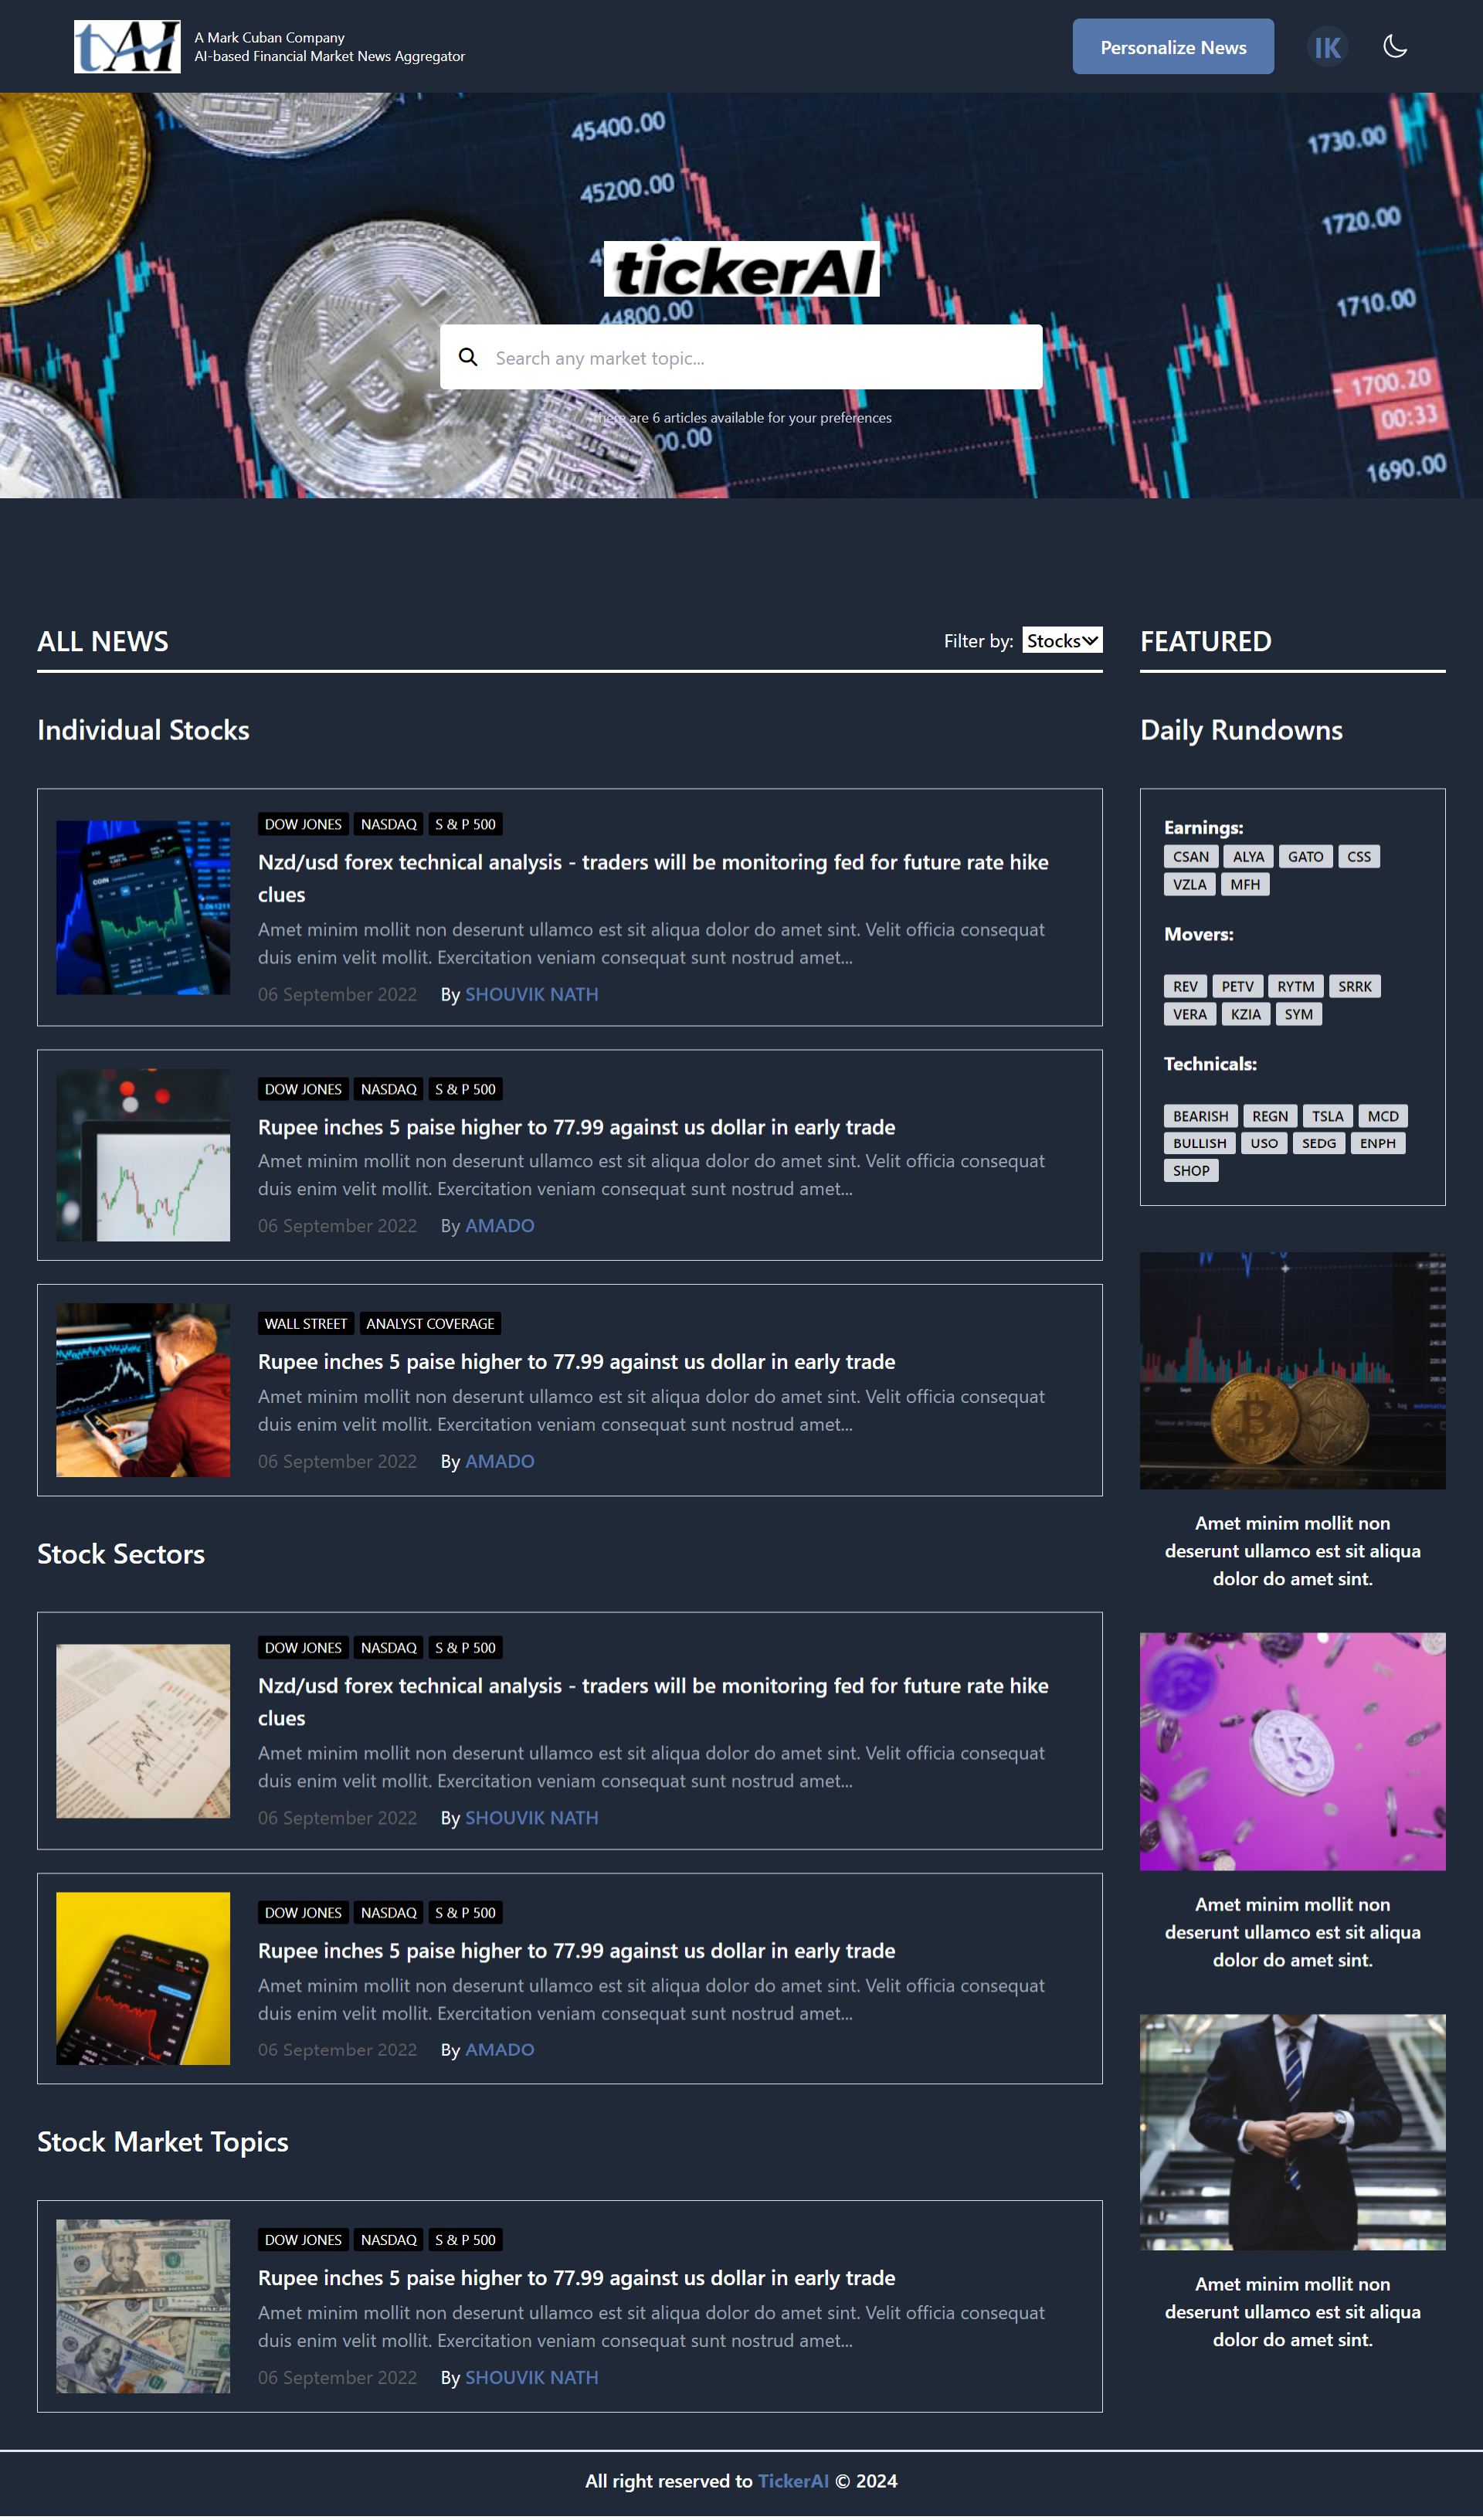 tAI
A Mark Cuban Company
AI-based Financial Market News Aggregator
Personalize News
IK
45400.00
1730.00
45200.00
1720.00
tickerAI
1710.00
44800.00
Search any market topic...
1700.20
There are 6 articles available for your preferences
00:33
00.00
1690.00
ALL NEWS
Filter by: Stocks
Individual Stocks
DOW JONES NASDAQ S & P 500
Nzd/usd forex technical analysis - traders will be monitoring fed for future rate hike
clues
Amet minim mollit non deserunt ullamco est sit aliqua dolor do amet sint. Velit officia consequat
duis enim velit mollit. Exercitation veniam consequat sunt nostrud amet...
06 September 2022 By SHOUVIK NATH
DOW JONES NASDAQ S & P 500
Rupee inches 5 paise higher to 77.99 against us dollar in early trade
Amet minim mollit non deserunt ullamco est sit aliqua dolor do amet sint. Velit officia consequat
duis enim velit mollit. Exercitation veniam consequat sunt nostrud amet...
06 September 2022 By AMADO
WALL STREET ANALYST COVERAGE
Rupee inches 5 paise higher to 77.99 against us dollar in early trade
Amet minim mollit non deserunt ullamco est sit aliqua dolor do amet sint. Velit officia consequat
duis enim velit mollit. Exercitation veniam consequat sunt nostrud amet...
06 September 2022 By AMADO
Stock Sectors
DOW JONES NASDAQ S & P 500
Nzd/usd forex technical analysis - traders will be monitoring fed for future rate hike
clues
Amet minim mollit non deserunt ullamco est sit aliqua dolor do amet sint. Velit officia consequat
duis enim velit mollit. Exercitation veniam consequat sunt nostrud amet...
06 September 2022 By SHOUVIK NATH
DOW JONES NASDAQ S & P 500
Rupee inches 5 paise higher to 77.99 against us dollar in early trade
Amet minim mollit non deserunt ullamco est sit aliqua dolor do amet sint. Velit officia consequat
duis enim velit mollit. Exercitation veniam consequat sunt nostrud amet...
06 September 2022 By AMADO
Stock Market Topics
DOW JONES NASDAQ S & P 500
Rupee inches 5 paise higher to 77.99 against us dollar in early trade
Amet minim mollit non deserunt ullamco est sit aliqua dolor do amet sint. Velit officia consequat
duis enim velit mollit. Exercitation veniam consequat sunt nostrud amet...
06 September 2022 By SHOUVIK NATH
FEATURED
Daily Rundowns
Earnings:
CSAN ALYA GATO CSS
VZLA MFH
Movers:
REV PETV RYTM SRRK
VERA KZIA SYM
Technicals:
BEARISH REGN TSLA MCD
BULLISH USO SEDG ENPH
SHOP
Amet minim mollit non
deserunt ullamco est sit aliqua
dolor do amet sint.
Amet minim mollit non
deserunt ullamco est sit aliqua
dolor do amet sint.
Amet minim mollit non
deserunt ullamco est sit aliqua
dolor do amet sint.
All right reserved to TickerAI © 2024